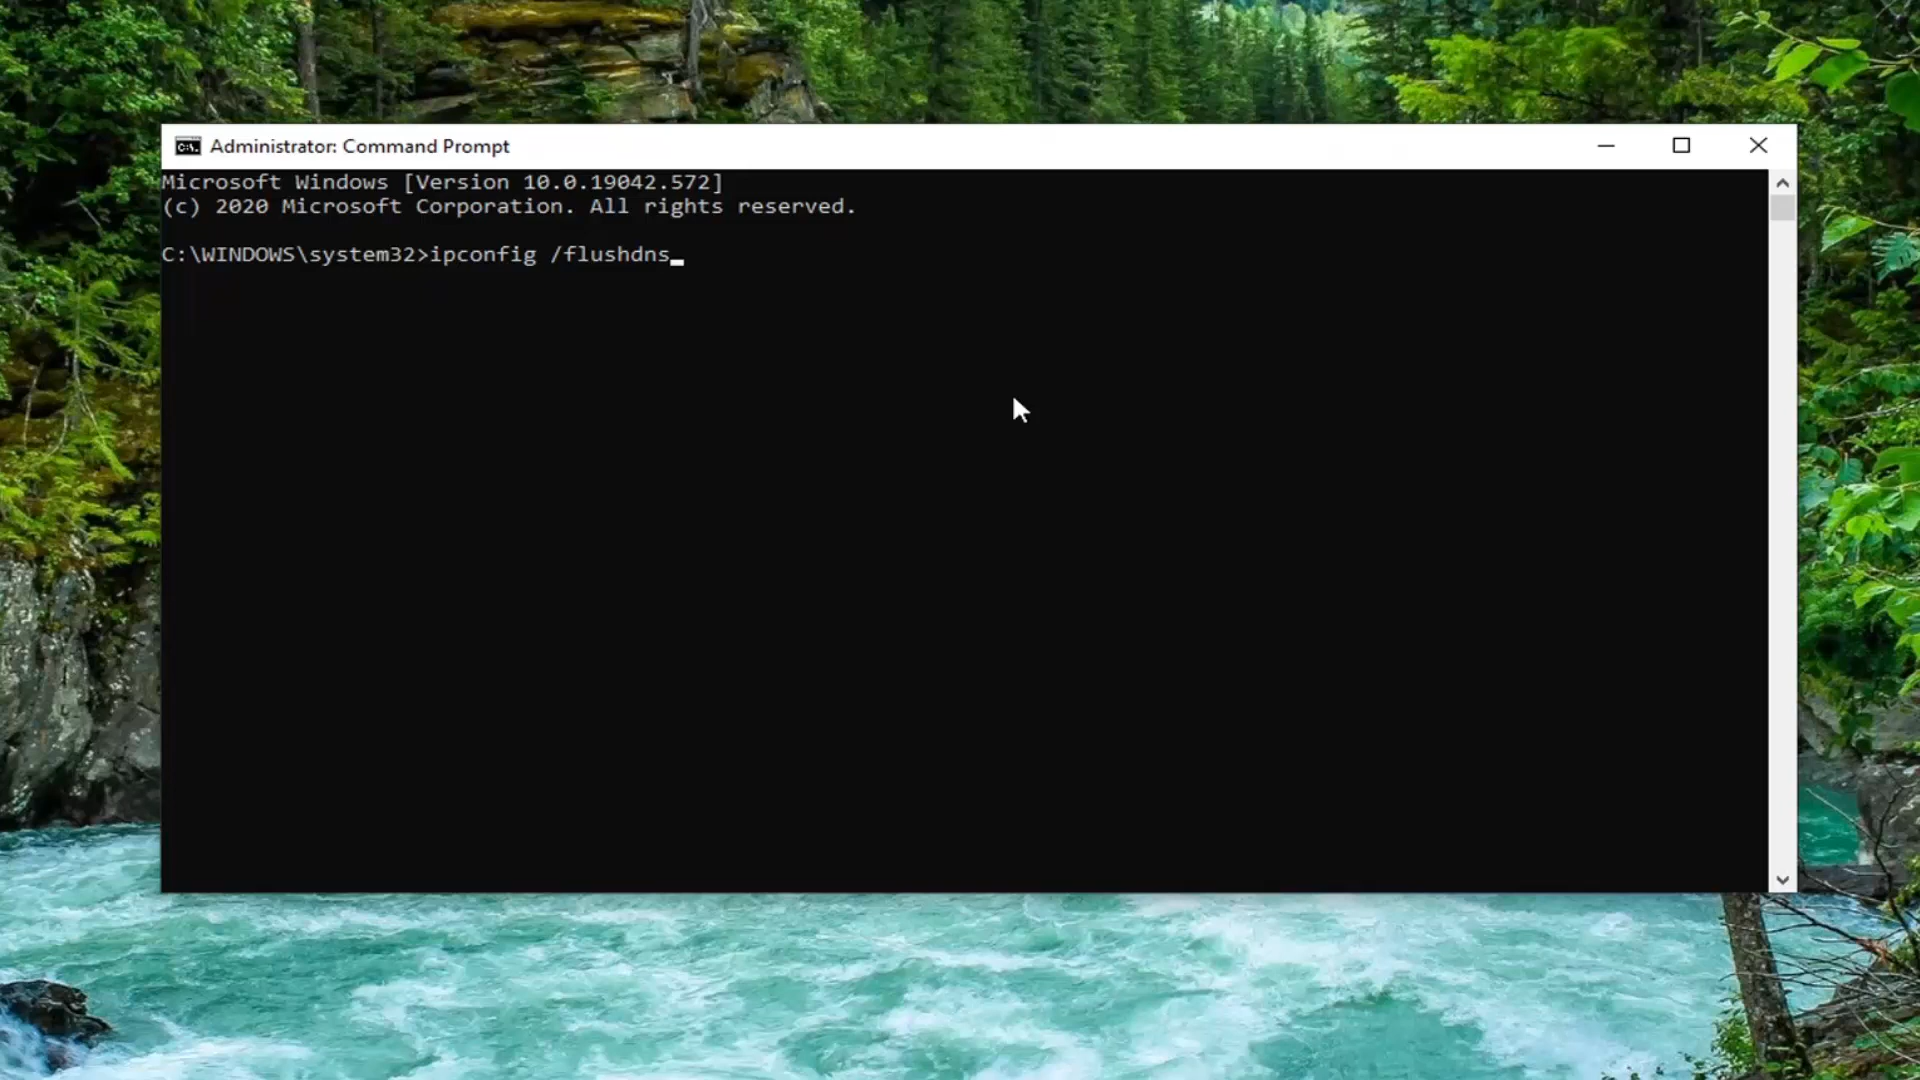 Administrator: Command Prompt
Microsoft Windows [Version 10.0.19042.572]
(c) 2020 Microsoft Corporation. All rights reserved.
C:\WINDOWS\system32>ipconfig /flushdns